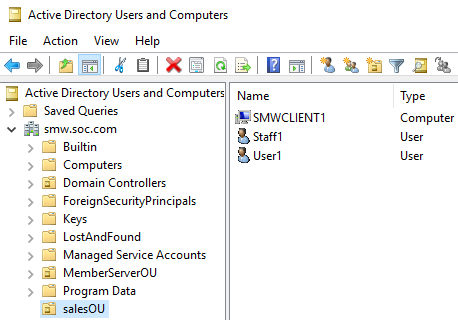 Active Directory Users and Computers
File Action View Help
Active Directory Users and Computers
Saved Queries
smw.soc.com
Builtin
Computers
Domain Controllers
ForeignSecurityPrincipals
Keys
LostAndFound
Managed Service Accounts
MemberServerOU
Program Data
salesOU
Name Type
SMWCLIENT1 Computer
Staff1 User
User1 User